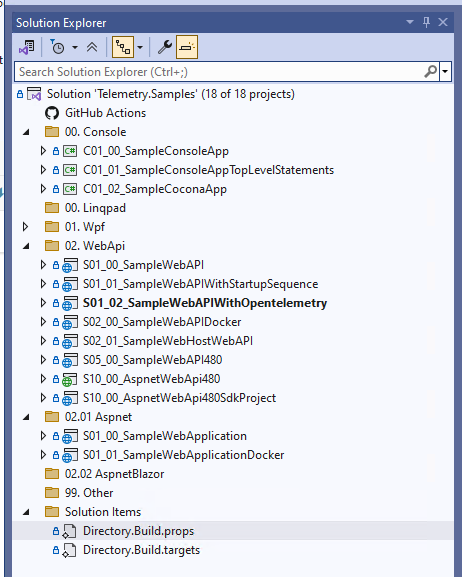 Solution Explorer
Search Solution Explorer (Ctrl+;)
Solution 'Telemetry.Samples' (18 of 18 projects)
GitHub Actions
00. Console
C# C01_00_SampleConsoleApp
C# C01_01_SampleConsoleAppTopLevelStatements
C# C01_02_SampleCoconaApp
00. Linqpad
01. Wpf
02. WebApi
S01_00_SampleWebAPI
S01_01_SampleWebAPIWithStartupSequence
S01_02_SampleWebAPIWithOpentelemetry
S02_00_SampleWebAPIDocker
S02_01_SampleWebHostWebAPI
S05_00_SampleWebAPI480
S10_00_AspnetWebApi480
S10_00_AspnetWebApi480SdkProject
02.01 Aspnet
S01_00_SampleWebApplication
S01_01_SampleWebApplicationDocker
02.02 AspnetBlazor
99. Other
Solution Items
Directory.Build.props
Directory.Build.targets